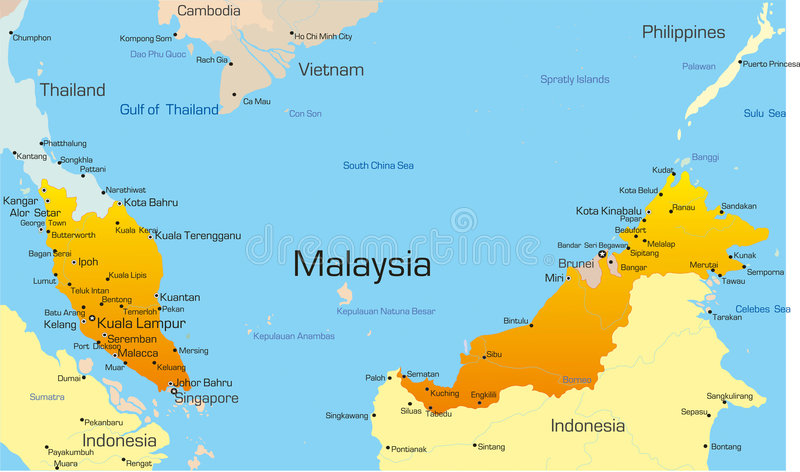 Cambodia
Philippines
Chumphon
Kompong Som
Ho Chi Minh City
Dao Phu Quoc
Rach Gia
Vietnam
Palawan
Puerto Princesa
Spratly Islands
Thailand
Ca Mau
Gulf of Thailand
Con Son
Sulu Sea
Phatthalung
Kantang
Songkhla
Pattani
South China Sea
Banggi
Kudat
Narathiwat
Kangar
Kota Bahru
Kota Belud
Alor Setar
Kota Kinabalu
Ranau
Sandakan
George Town
Papar
Butterworth
Kuala Kerai
Kuala Terengganu
Beaufort
Melalap
Bandar Seri Begawan
Sipitang
Bagan Serai
Ipoh
Malaysia
Brunei
Bangar
Kunak
Merutai
Semporna
Lumut
Kuala Lipis
Miri
Tawau
Teluk Intan
Bentong
Kuantan
Batu Arang
Temerloh
Pekan
Kepulauan Natuna Besar
Celebes Sea
Tarakan
Kelang
Kuala Lampur
Bintulu
Seremban
Kepulauan Anambas
Port Dickson
Malacca
Mersing
Sibu
Muar
Keluang
Dumai
Johor Bahru
Paloh
Sematan
Borneo
Sumatra
Singapore
Kuching
Engkilili
Sangkulirang
Singkawang
Siluas
Tabedu
Sepasu
Pekanbaru
Indonesia
Indonesia
Payakumbuh
Pontianak
Sintang
Bontang
Muara
Rengat
dreamstime